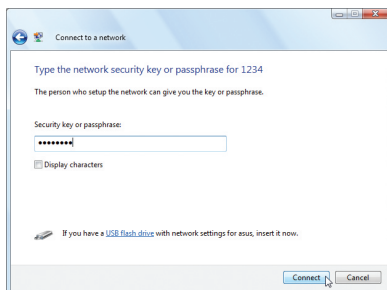 Connect to a network
Type the network security key or passphrase for 1234
The person who setup the network can give you the key or passphrase.
Security key or passphrase:
••••••••
Display characters
If you have a USB flash drive with network settings for asus, insert it now.
Connect Cancel